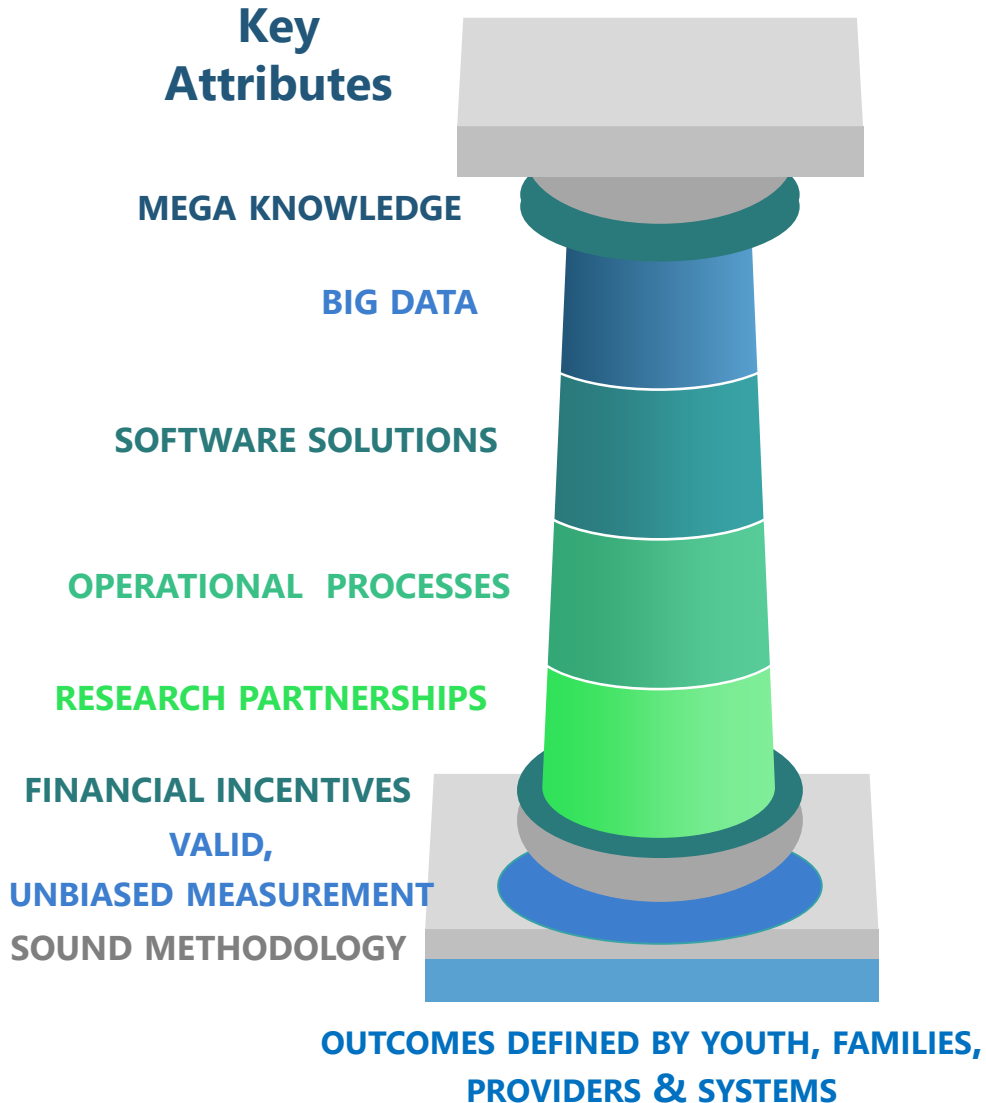 Key
Attributes
MEGA KNOWLEDGE
BIG DATA
SOFTWARE SOLUTIONS
OPERATIONAL PROCESSES
RESEARCH PARTNERSHIPS
FINANCIAL INCENTIVES
VALID,
UNBIASED MEASUREMENT
SOUND METHODOLOGY
OUTCOMES DEFINED BY YOUTH, FAMILIES,
PROVIDERS & SYSTEMS